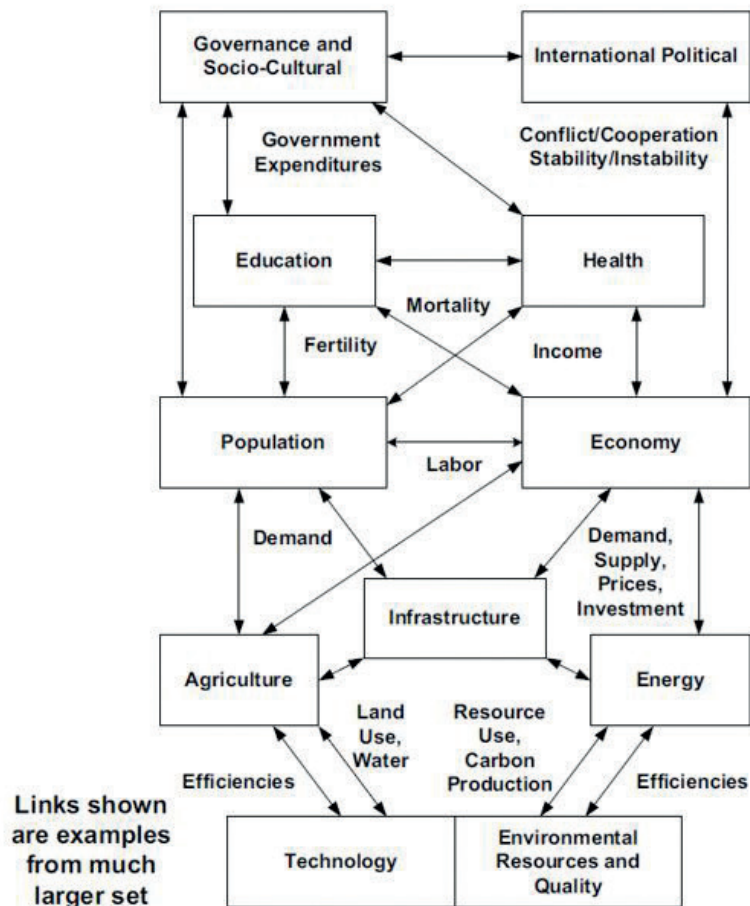 Governance and
Socio-Cultural
International Political
Government
Expenditures
Conflict/Cooperation
Stability/Instability
Education
Health
Mortality
Fertility
Income
Population
Economy
Labor
Demand
Demand,
Supply,
Prices,
Investment
Infrastructure
Agriculture
Energy
Land
Use,
Water
Resource
Use,
Carbon
Production
Efficiencies
Efficiencies
Links shown
are examples
from much
larger set
Technology
Environmental
Resources and
Quality